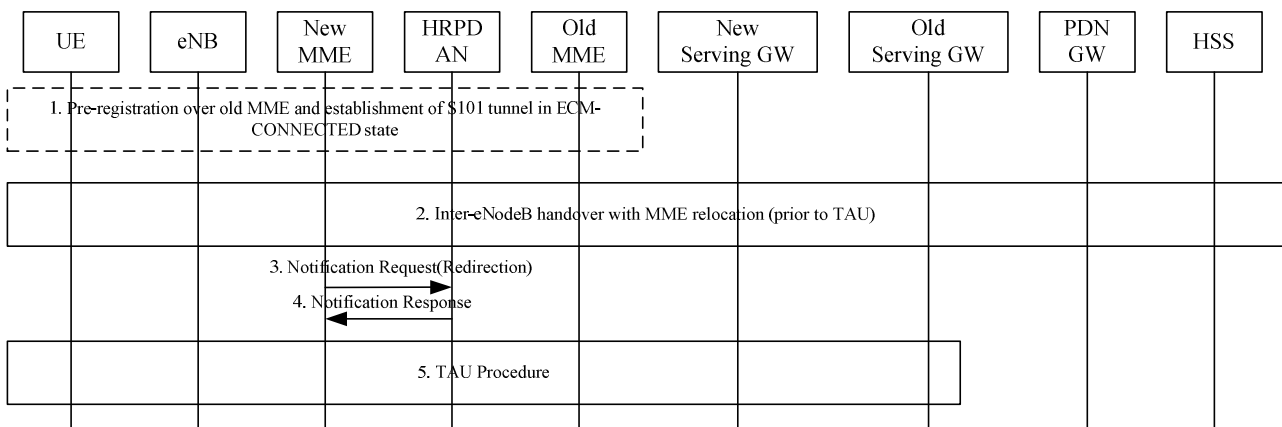 UE
eNB
New
MME
HRPD
AN
Old
MME
New
Serving GW
Old
Serving GW
PDN
GW
HSS
1. Pre-registration over old MME and establishment of S101 tunnel in ECM-
CONNECTED state
2. Inter-eNodeB handover with MME relocation (prior to TAU)
3. Notification Request(Redirection)
4. Notification Response
5. TAU Procedure